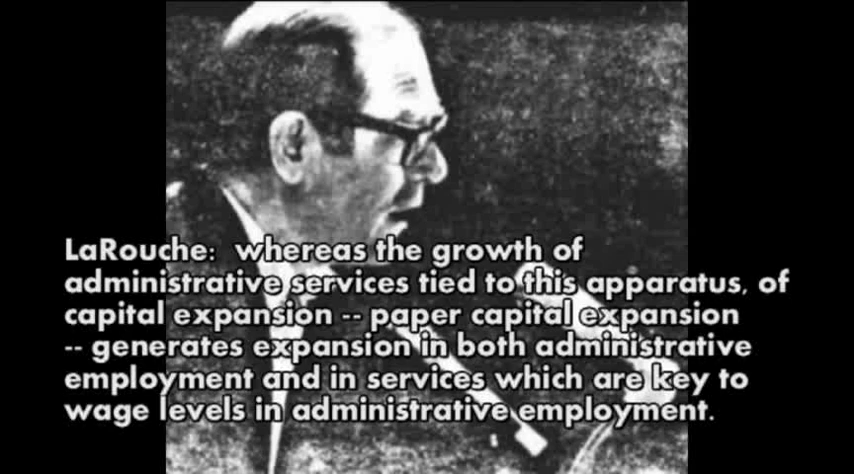 LaRouche:  whereas the growth of
administrative services tied to this apparatus, of
capital expansion -- paper capital expansion
-- generates expansion in both administrative
employment and in services which are key to
wage levels in administrative employment.